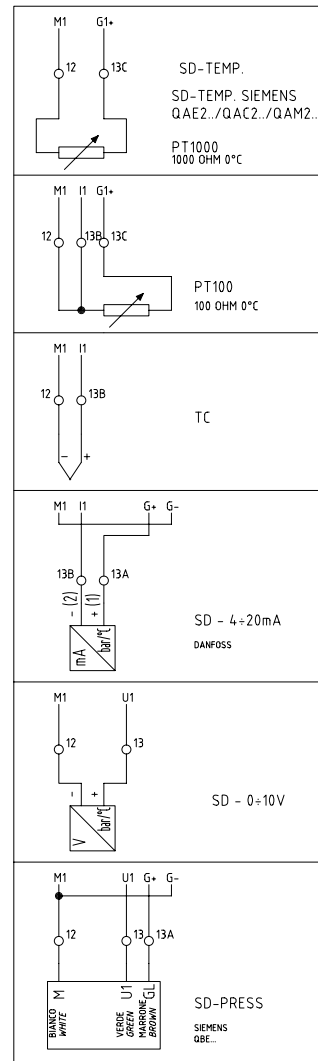 M1 G1+
12 13C
SD-TEMP.
SD-TEMP. SIEMENS
QAE2../QAC2../QAM2..
PT1000
1000 OHM 0°C
M1 I1 G1+
12 13B 13C
PT100
100 OHM 0°C
M1 I1
12 13B
- +
TC
M1 I1 G+ G-
13B 13A
- (2) + (1)
mA bar/°C
SD - 4÷20mA
DANFOSS
M1 U1
12 13
- +
V bar/°C
SD - 0÷10V
M1 U1 G+ G-
12 13 13A
M U1 GL
BIANCO VERDE MARRONE
WHITE GREEN BROWN
SD-PRESS
SIEMENS
QBE...